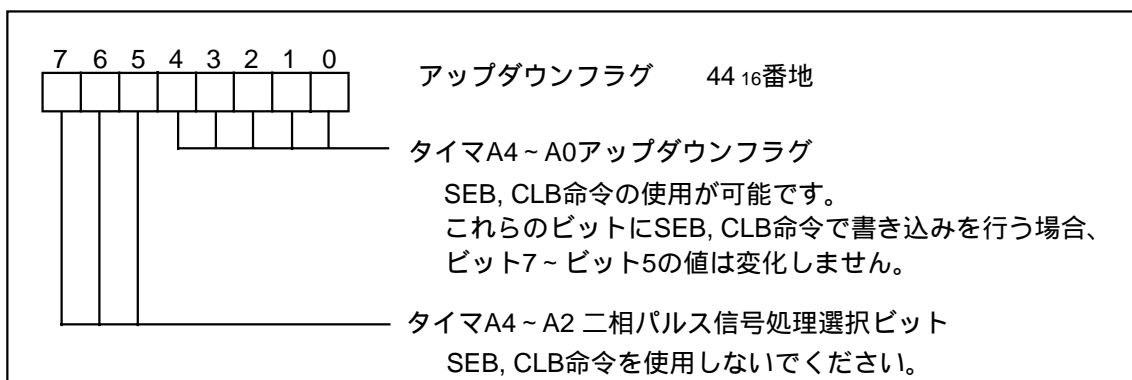 7 6 5 4 3 2 1 0
アップダウンフラグ 44 16番地
タイマA4~A0アップダウンフラグ
SEB, CLB命令の使用が可能です。
これらのビットにSEB, CLB命令で書き込みを行う場合、
ビット7~ビット5の値は変化しません。
タイマA4~A2 二相パルス信号処理選択ビット
SEB, CLB命令を使用しないでください。